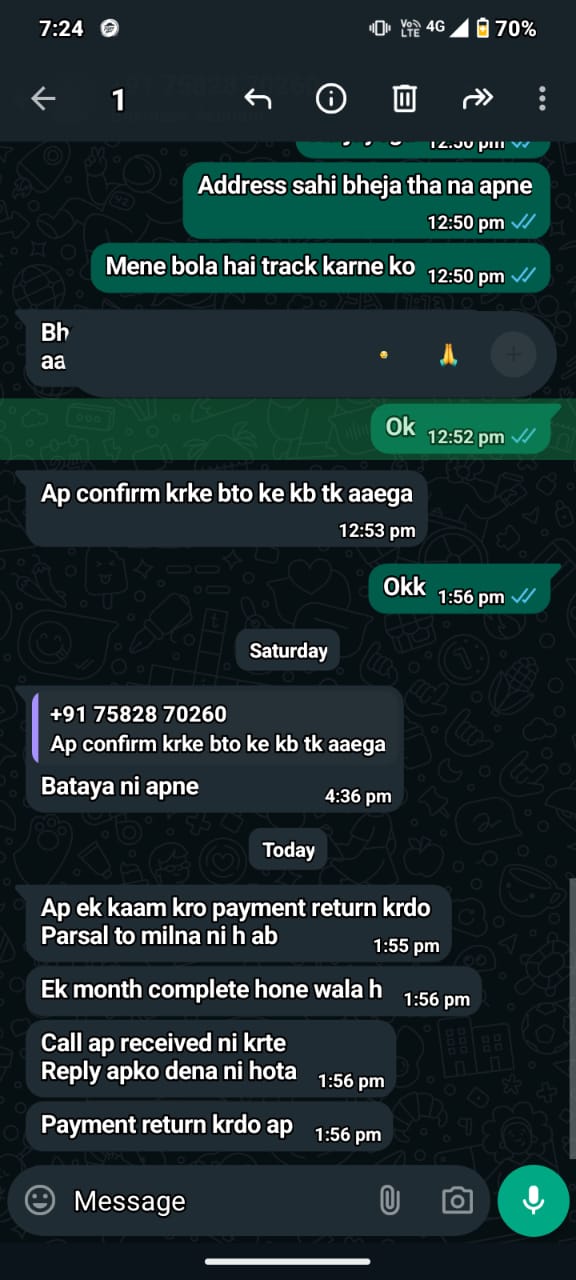 7:24
Vo)) LTE 4G 70%
1
Address sahi bheja tha na apne
12:50 pm
Mene bola hai track karne ko 12:50 pm
Bh
aa
Ok 12:52 pm
Ap confirm krke bto ke kb tk aaega
12:53 pm
Okk 1:56 pm
Saturday
+91 75828 70260
Ap confirm krke bto ke kb tk aaega
Bataya ni apne 4:36 pm
Today
Ap ek kaam kro payment return krdo
Parsal to milna ni h ab 1:55 pm
Ek month complete hone wala h 1:56 pm
Call ap received ni krte
Reply apko dena ni hota 1:56 pm
Payment return krdo ap 1:56 pm
Message